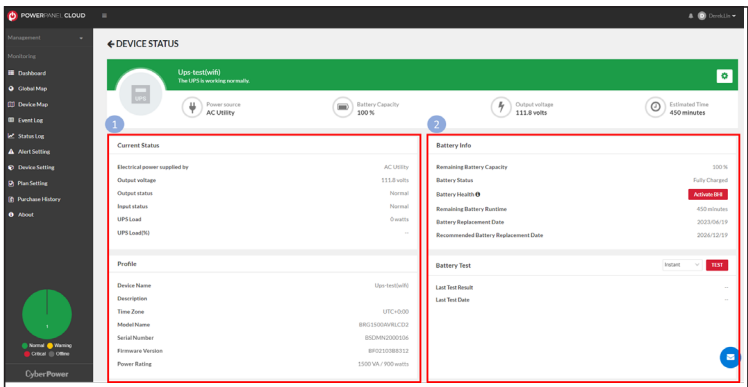 POWERPANEL CLOUD
DerekLin
Management
Monitoring
Dashboard
Global Map
Device Map
Event Log
Status Log
Alert Setting
Device Setting
Plan Setting
Purchase History
About
1
Normal Warning
Critical Offline
CyberPower
DEVICE STATUS
UPS
Ups-test(wifi)
The UPS is working normally.
Power source
AC Utility
Battery Capacity
100 %
Output voltage
111.8 volts
Estimated Time
450 minutes
1
Current Status
Electrical power supplied by AC Utility
Output voltage 111.8 volts
Output status Normal
Input status Normal
UPS Load 0 watts
UPS Load(%) --
Profile
Device Name Ups-test(wifi)
Description
Time Zone UTC+0:00
Model Name BRG1500AVRLCD2
Serial Number BSDMN2000106
Firmware Version BF02103BB312
Power Rating 1500 VA / 900 watts
2
Battery Info
Remaining Battery Capacity 100 %
Battery Status Fully Charged
Battery Health Activate BHI
Remaining Battery Runtime 450 minutes
Battery Replacement Date 2023/06/19
Recommended Battery Replacement Date 2026/12/19
Battery Test Instant TEST
Last Test Result --
Last Test Date --